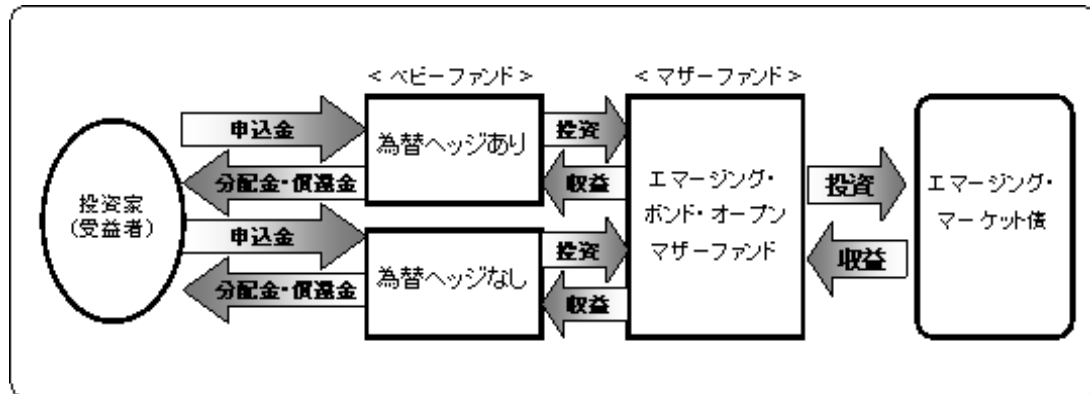 ＜ベビーファンド＞
＜マザーファンド＞
投資家
(受益者)
申込金
分配金・償還金
申込金
分配金・償還金
為替ヘッジあり
為替ヘッジなし
投資
収益
投資
収益
エマージング・
ボンド・オープン
マザーファンド
投資
収益
エマージング・
マーケット債